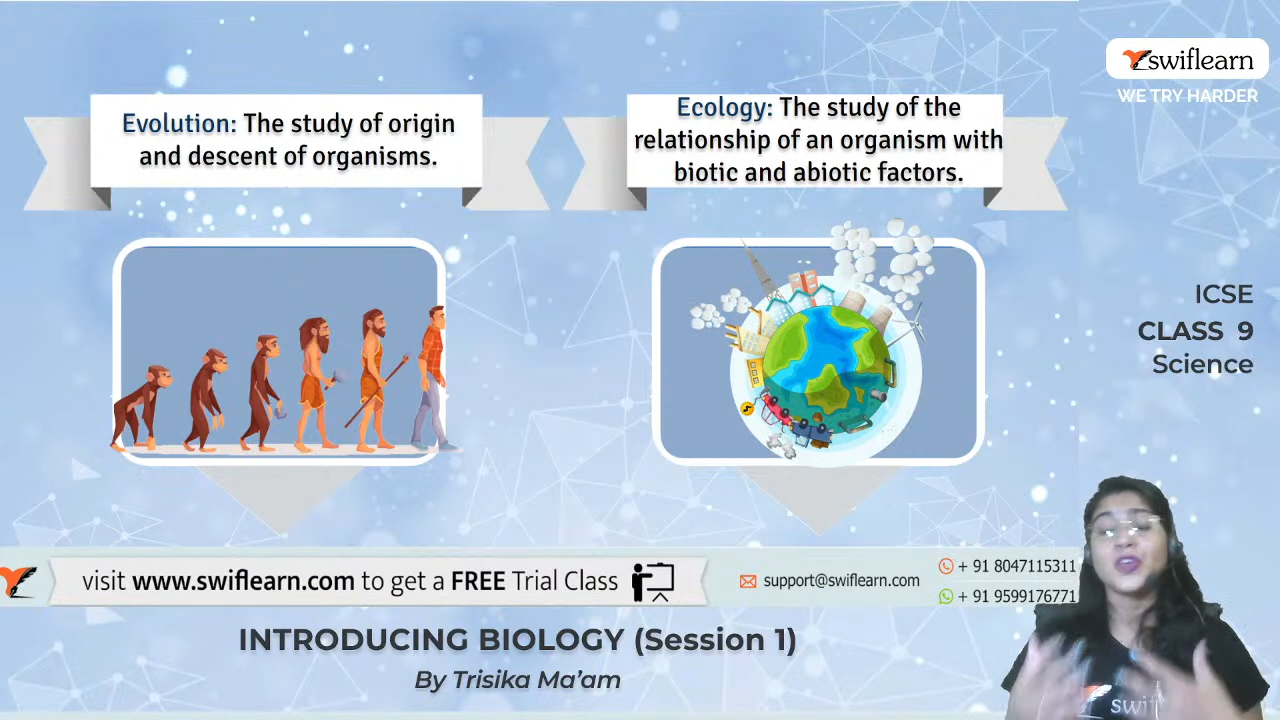 swiflearn
WE TRY HARDER
Evolution: The study of origin
and descent of organisms.
Ecology: The study of the
relationship of an organism with
biotic and abiotic factors.
ICSE
CLASS 9
Science
visit www.swiflearn.com to get a FREE Trial Class
support@swiflearn.com
+ 91 8047115311
+ 91 9599176771
INTRODUCING BIOLOGY (Session 1)
By Trisika Ma'am
swif